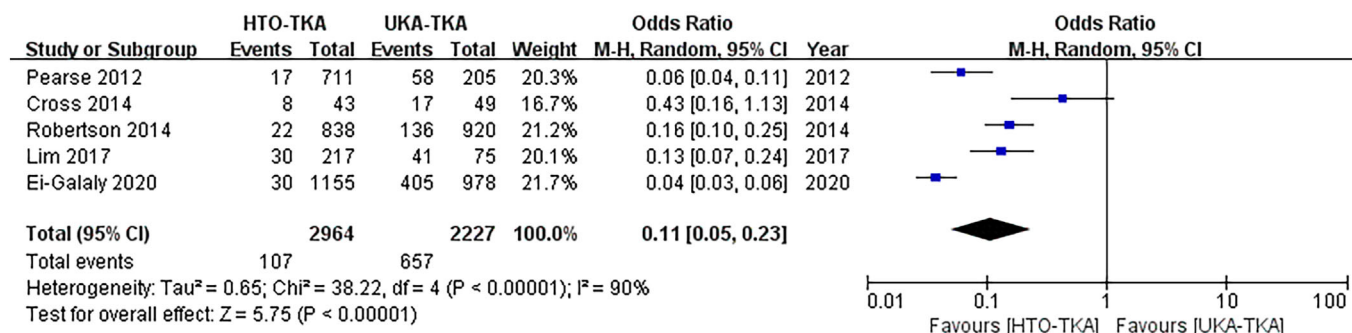 HTO-TKA UKA-TKA Odds Ratio Odds Ratio
Study or Subgroup Events Total Events Total Weight M-H, Random, 95% CI Year M-H, Random, 95% CI
Pearse 2012 17 711 58 205 20.3% 0.06 [0.04, 0.11] 2012
Cross 2014 8 43 17 49 16.7% 0.43 [0.16, 1.13] 2014
Robertson 2014 22 838 136 920 21.2% 0.16 [0.10, 0.25] 2014
Lim 2017 30 217 41 75 20.1% 0.13 [0.07, 0.24] 2017
Ei-Galaly 2020 30 1155 405 978 21.7% 0.04 [0.03, 0.06] 2020
Total (95% CI) 2964 2227 100.0% 0.11 [0.05, 0.23]
Total events 107 657
Heterogeneity: Tau² = 0.65; Chi² = 38.22, df = 4 (P < 0.00001); I² = 90%
Test for overall effect: Z = 5.75 (P < 0.00001)
0.01 0.1 1 10 100
Favours [HTO-TKA] Favours [UKA-TKA]